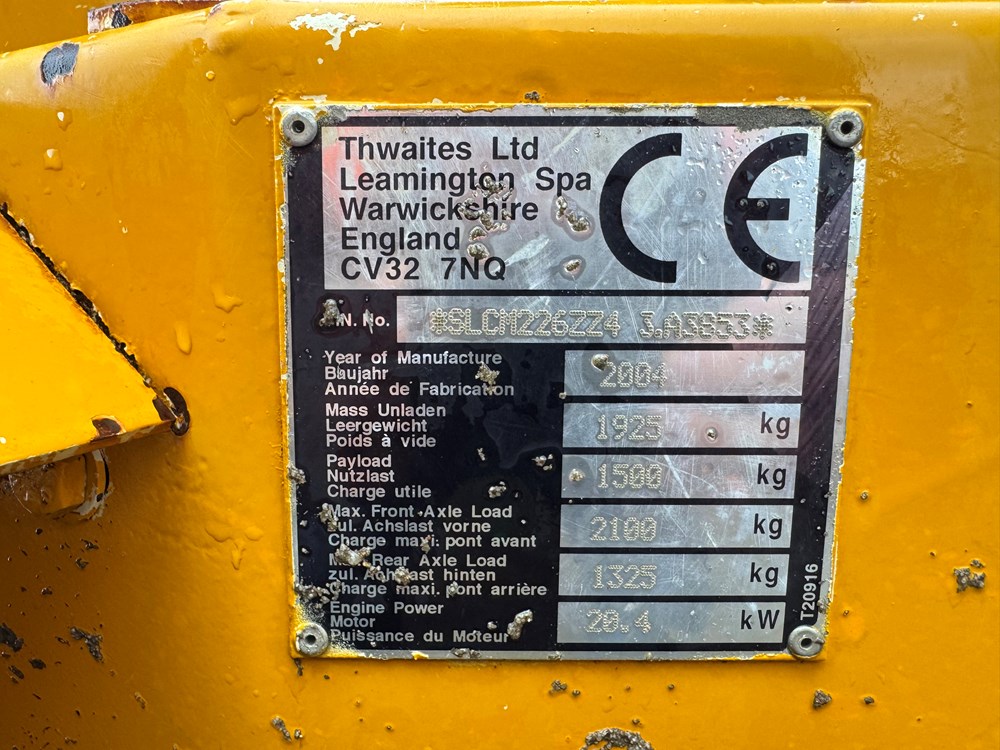 Thwaites Ltd
Leamington Spa
Warwickshire
England
CV32 7NQ
CE
IN. No. *SLCM226ZZ4 3.A3853*
Year of Manufacture
Baujahr
Année de Fabrication
2004
Mass Unladen
Leergewicht
Poids à vide
1925 kg
Payload
Nutzlast
Charge utile
1500 kg
Max. Front Axle Load
zul. Achslast vorne
Charge maxi. pont avant
2100 kg
Max. Rear Axle Load
zul. Achslast hinten
Charge maxi. pont arrière
1325 kg
Engine Power
Motor
Puissance du Moteur
20.4 kW
T20916